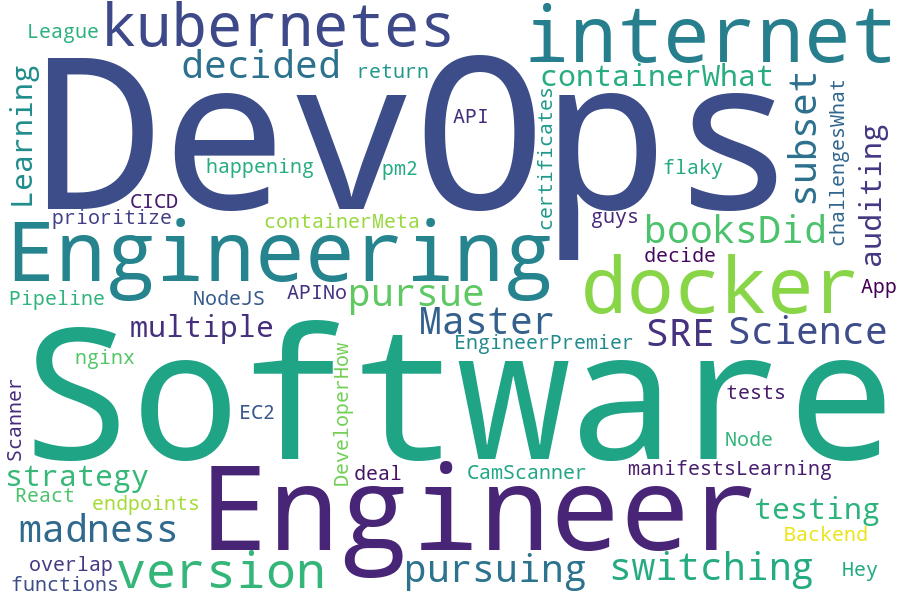 League
kubernetes
internet
decided
return
containerWhat
Learning
DevOps
API
certificates
subset
challengesWhat
happening
pm2
flaky
auditing
CICD
prioritize
containerMeta
guys
booksDid
Engineering
decide
docker
App
Pipeline
NodeJS
APINo
pursue
multiple
Master
SRE
Science
EngineerPremier
nginx
Software
DeveloperHow
Scanner
EC2
tests
Node
strategy
deal
CamScanner
manifestsLearning
React
endpoints
Engineer
testing
madness
Backend
overlap
version
pursuing
switching
Hey
functions